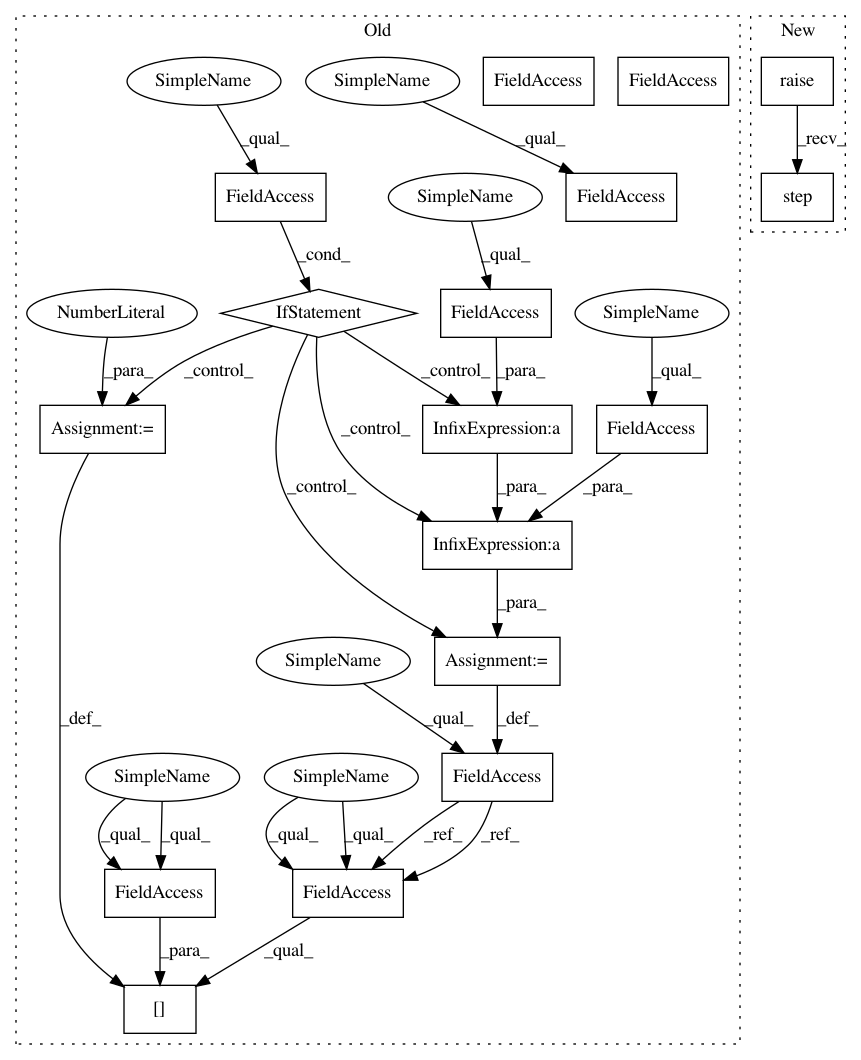 Old
New
SimpleName
SimpleName
FieldAccess
FieldAccess
raise
_qual_
_qual_
_recv_
FieldAccess
SimpleName
FieldAccess
step
_cond_
_qual_
NumberLiteral
IfStatement
FieldAccess
SimpleName
_para_
_control_
_control_
_para_
_qual_
Assignment:=
_control_
InfixExpression:a
FieldAccess
_control_
_para_
_para_
InfixExpression:a
_para_
SimpleName
Assignment:=
_def_
_qual_
_def_
SimpleName
SimpleName
FieldAccess
_qual_
_qual_
_qual_
_qual_
_ref_
_ref_
FieldAccess
FieldAccess
_para_
_qual_
[]